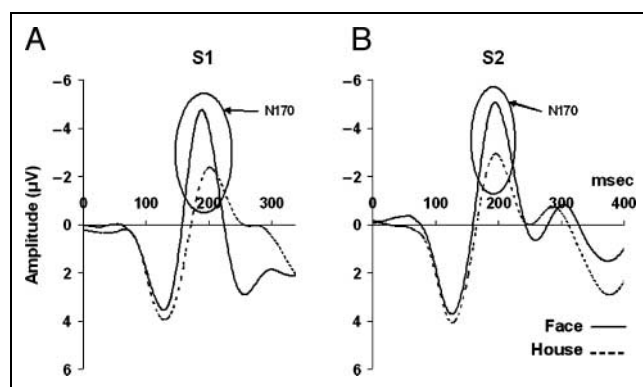 A
B
S1
S2
–6
–4
–2
0
2
4
6
Amplitude (µV)
N170
0 100 200 300
–6
–4
–2
0
2
4
6
N170
msec
0 100 200 300 400
Face
House